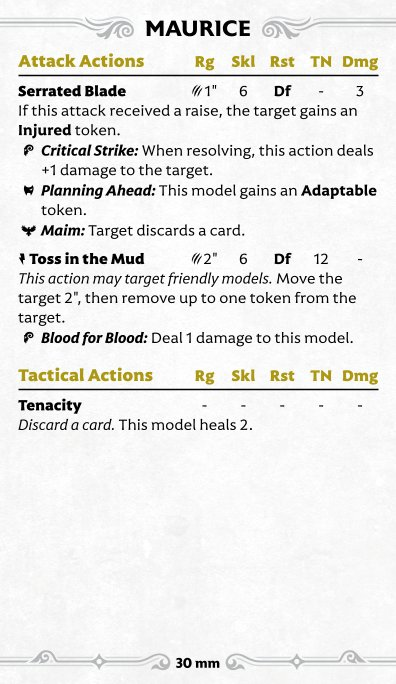 MAURICE
Attack Actions Rg Skl Rst TN Dmg
Serrated Blade 1" 6 Df - 3
If this attack received a raise, the target gains an
Injured token.
Critical Strike: When resolving, this action deals
+1 damage to the target.
Planning Ahead: This model gains an Adaptable
token.
Maim: Target discards a card.
Toss in the Mud 2" 6 Df 12 -
This action may target friendly models. Move the
target 2", then remove up to one token from the
target.
Blood for Blood: Deal 1 damage to this model.
Tactical Actions Rg Skl Rst TN Dmg
Tenacity - - - - -
Discard a card. This model heals 2.
30 mm